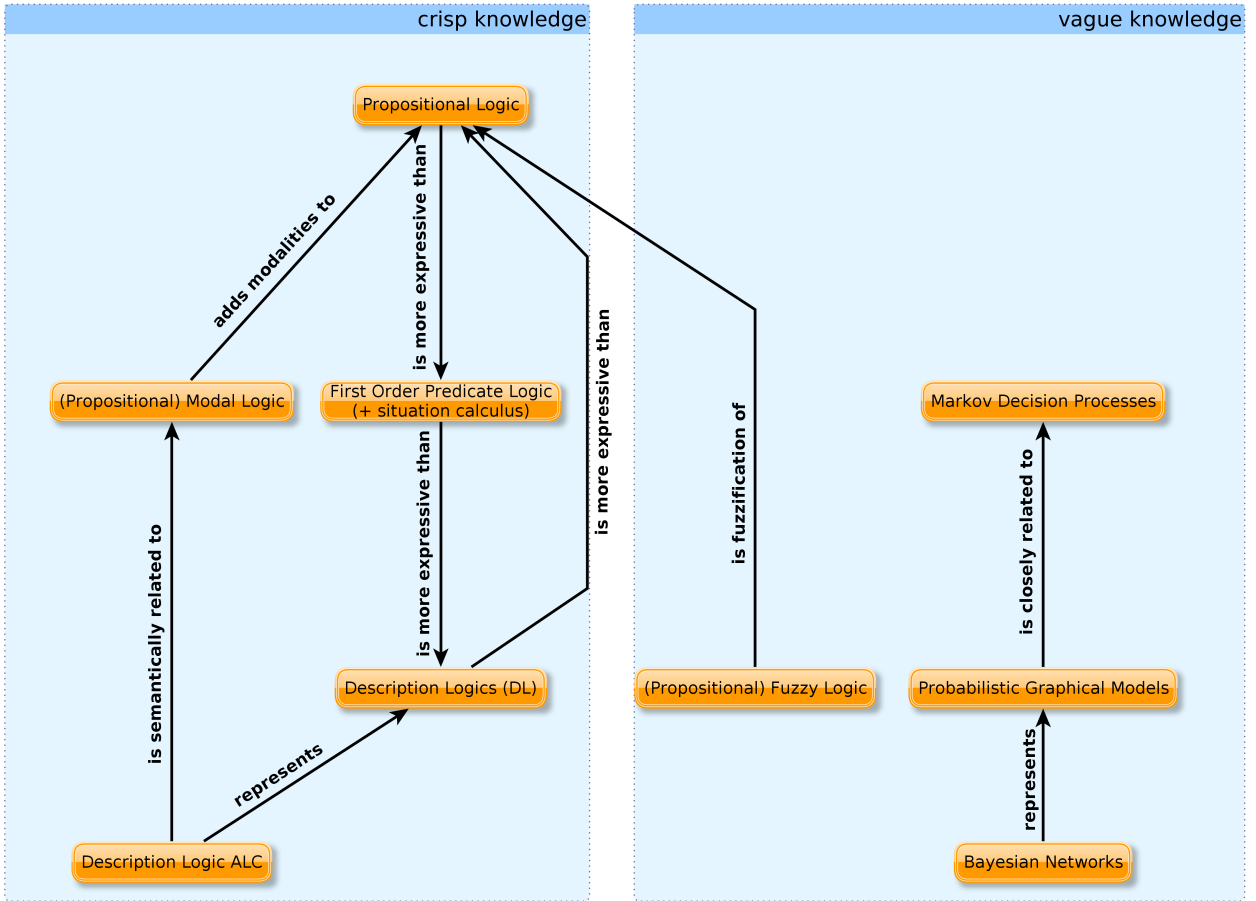 crisp knowledge
vague knowledge
Propositional Logic
adds modalities to
is more expressive than
is more expressive than
is fuzzification of
(Propositional) Modal Logic
First Order Predicate Logic
(+ situation calculus)
Markov Decision Processes
is semantically related to
is more expressive than
is closely related to
Description Logics (DL)
(Propositional) Fuzzy Logic
Probabilistic Graphical Models
represents
represents
Description Logic ALC
Bayesian Networks